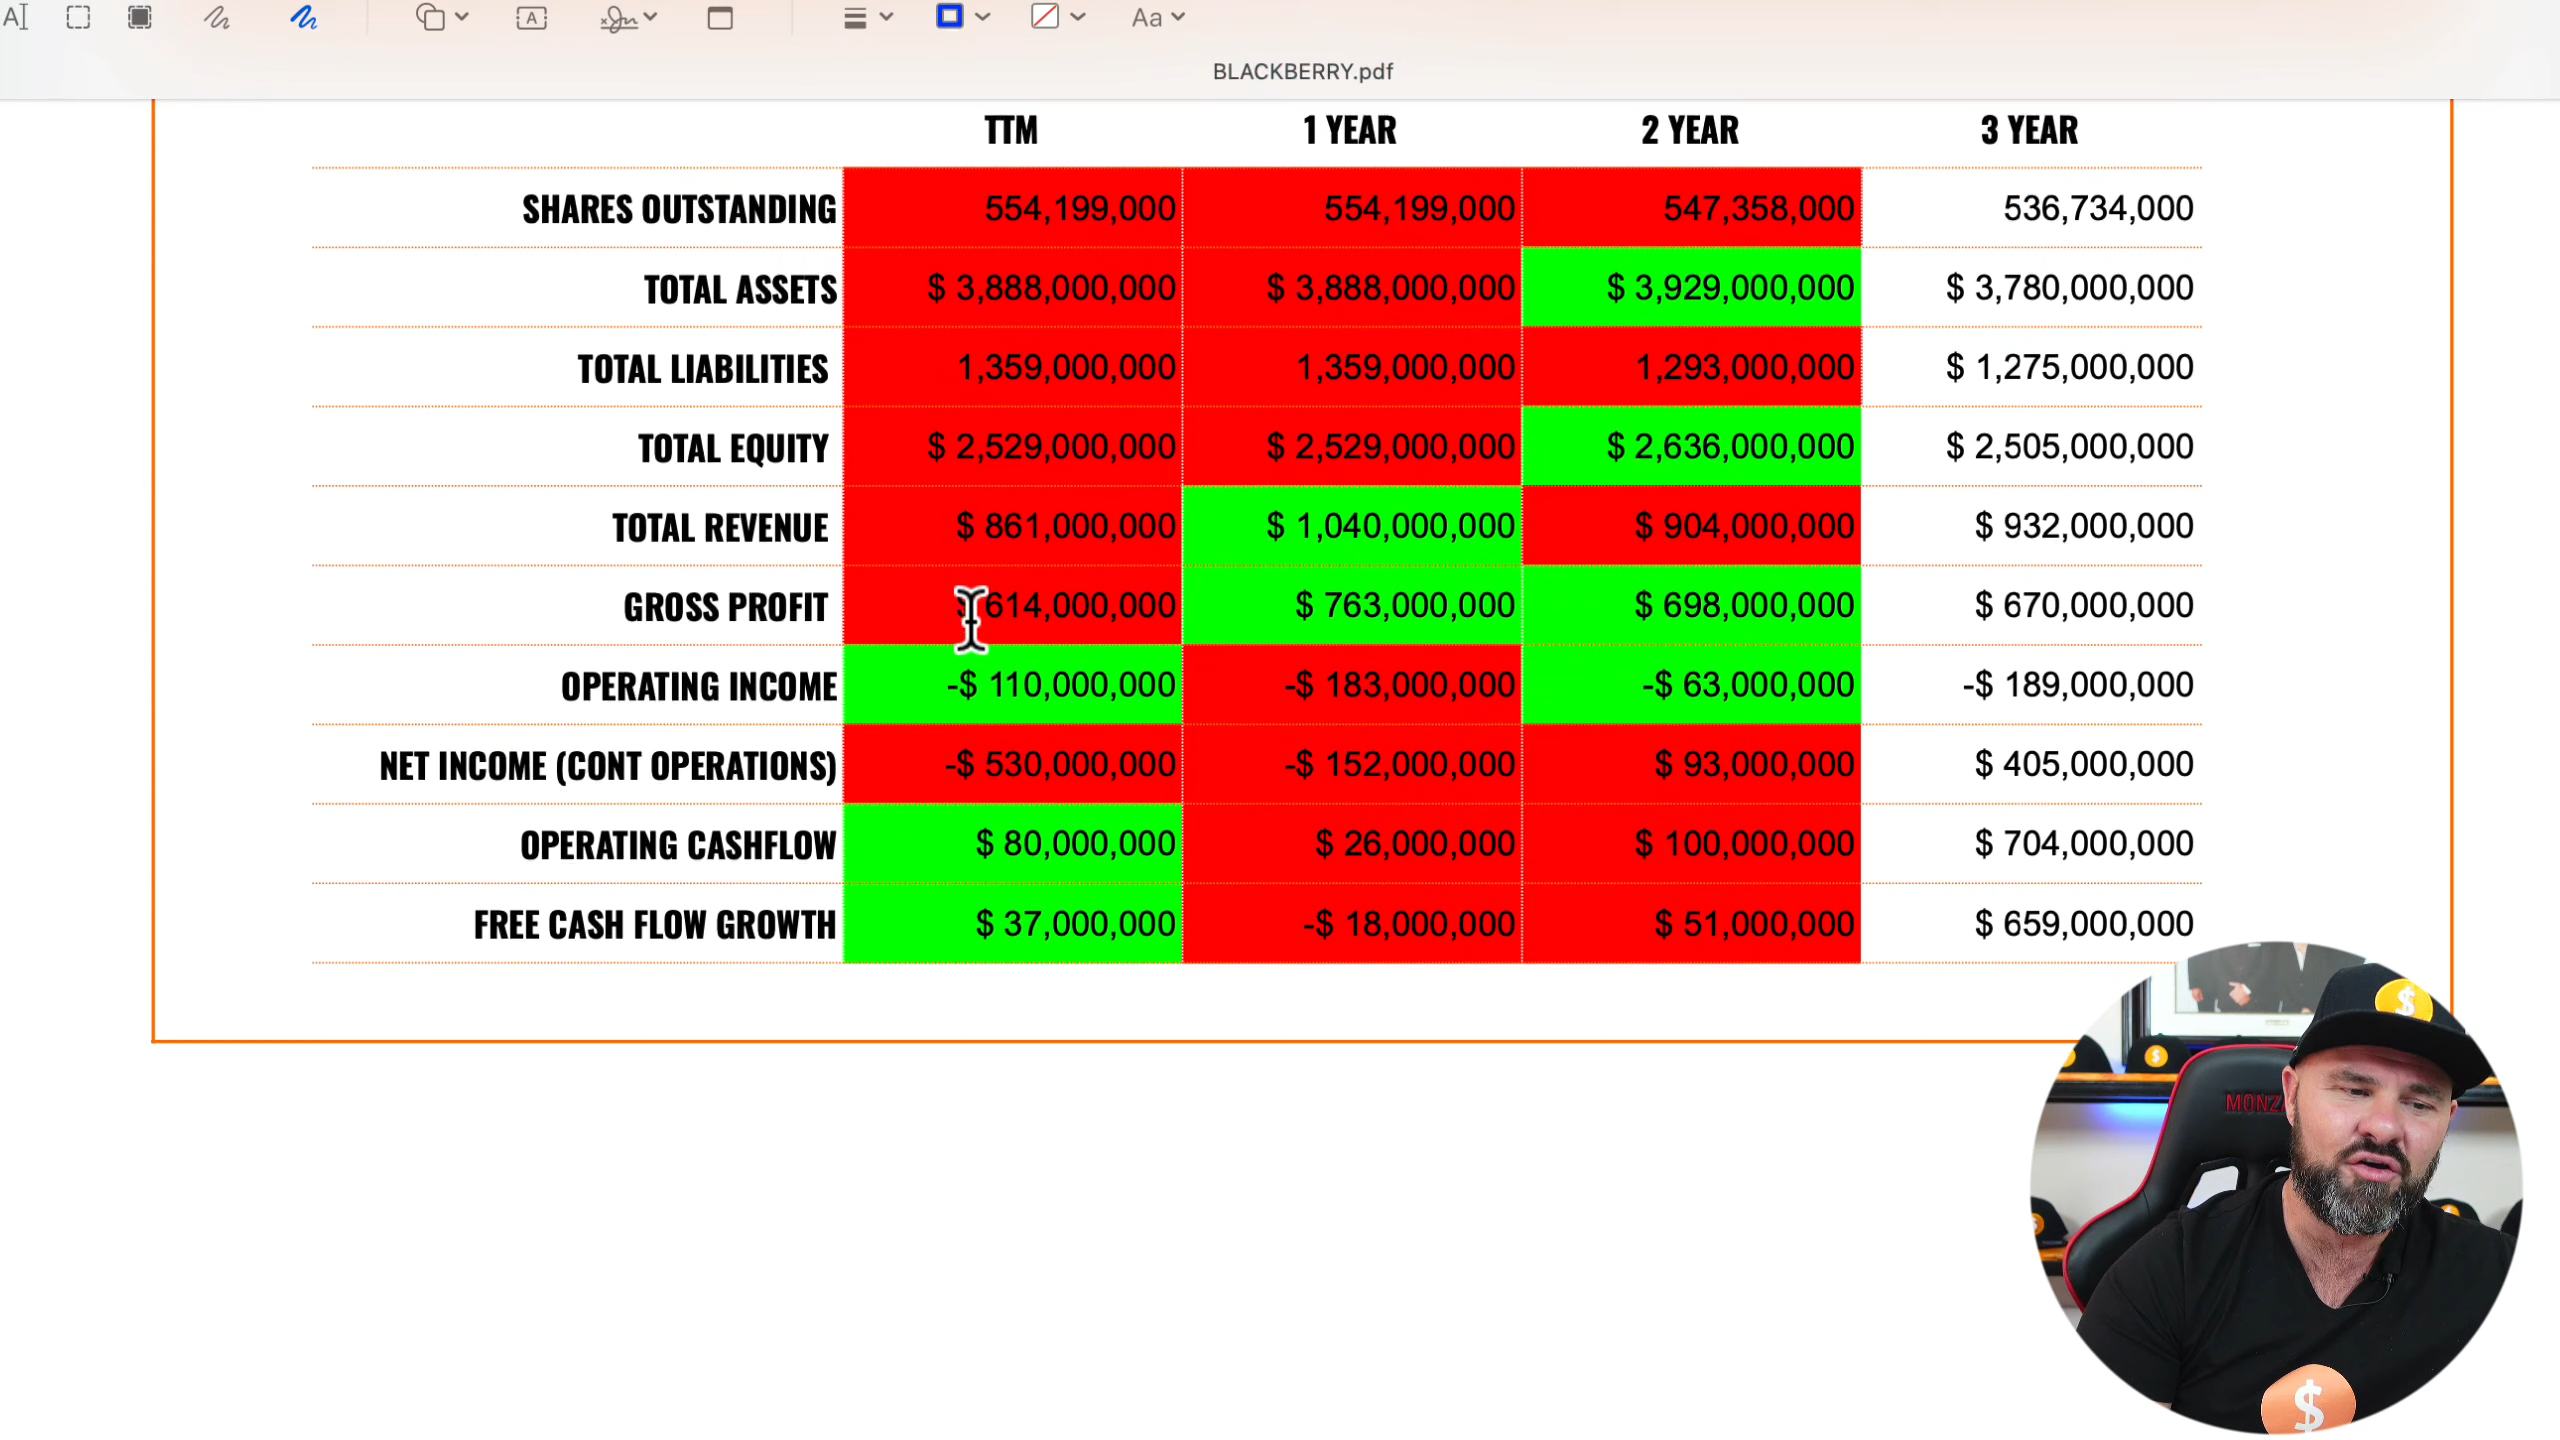 BLACKBERRY.pdf
TTM 1 YEAR 2 YEAR 3 YEAR
SHARES OUTSTANDING 554,199,000 554,199,000 547,358,000 536,734,000
TOTAL ASSETS $ 3,888,000,000 $ 3,888,000,000 $ 3,929,000,000 $ 3,780,000,000
TOTAL LIABILITIES 1,359,000,000 1,359,000,000 1,293,000,000 $ 1,275,000,000
TOTAL EQUITY $ 2,529,000,000 $ 2,529,000,000 $ 2,636,000,000 $ 2,505,000,000
TOTAL REVENUE $ 861,000,000 $ 1,040,000,000 $ 904,000,000 $ 932,000,000
GROSS PROFIT $ 614,000,000 $ 763,000,000 $ 698,000,000 $ 670,000,000
OPERATING INCOME -$ 110,000,000 -$ 183,000,000 -$ 63,000,000 -$ 189,000,000
NET INCOME (CONT OPERATIONS) -$ 530,000,000 -$ 152,000,000 $ 93,000,000 $ 405,000,000
OPERATING CASHFLOW $ 80,000,000 $ 26,000,000 $ 100,000,000 $ 704,000,000
FREE CASH FLOW GROWTH $ 37,000,000 -$ 18,000,000 $ 51,000,000 $ 659,000,000
Aa
A
$
$
MONZ
$